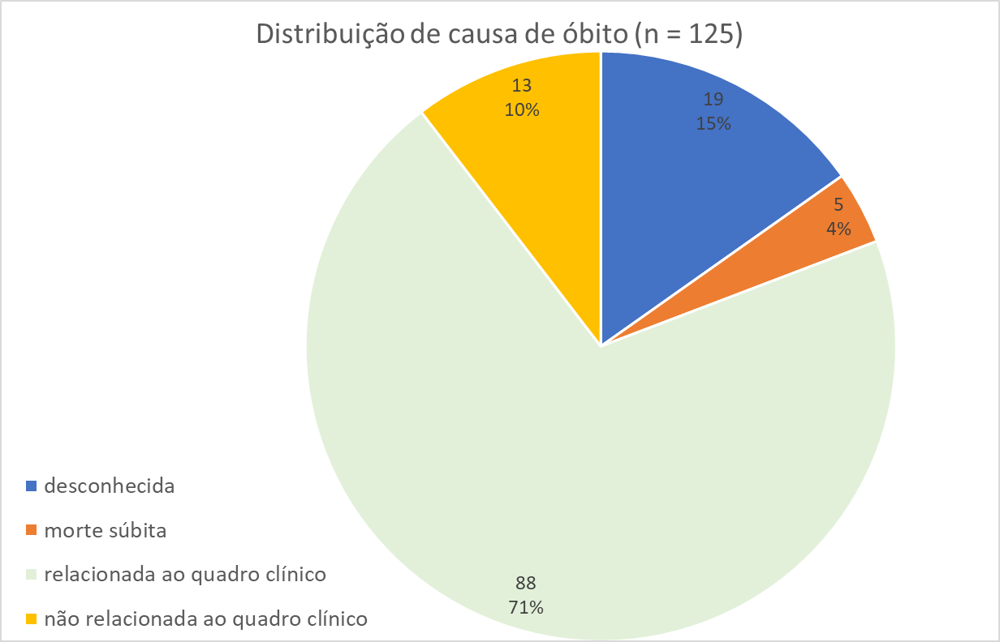 Distribuição de causa de óbito (n = 125)
13
10%
19
15%
5
4%
88
71%
desconhecida
morte súbita
relacionada ao quadro clínico
não relacionada ao quadro clínico